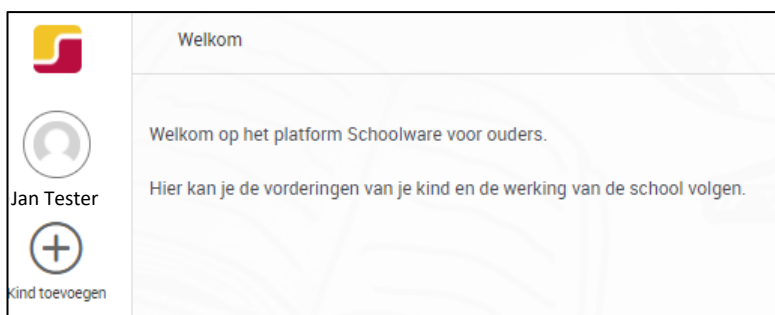 Welkom
Welkom op het platform Schoolware voor ouders.
Hier kan je de vorderingen van je kind en de werking van de school volgen.
Jan Tester
Kind toevoegen